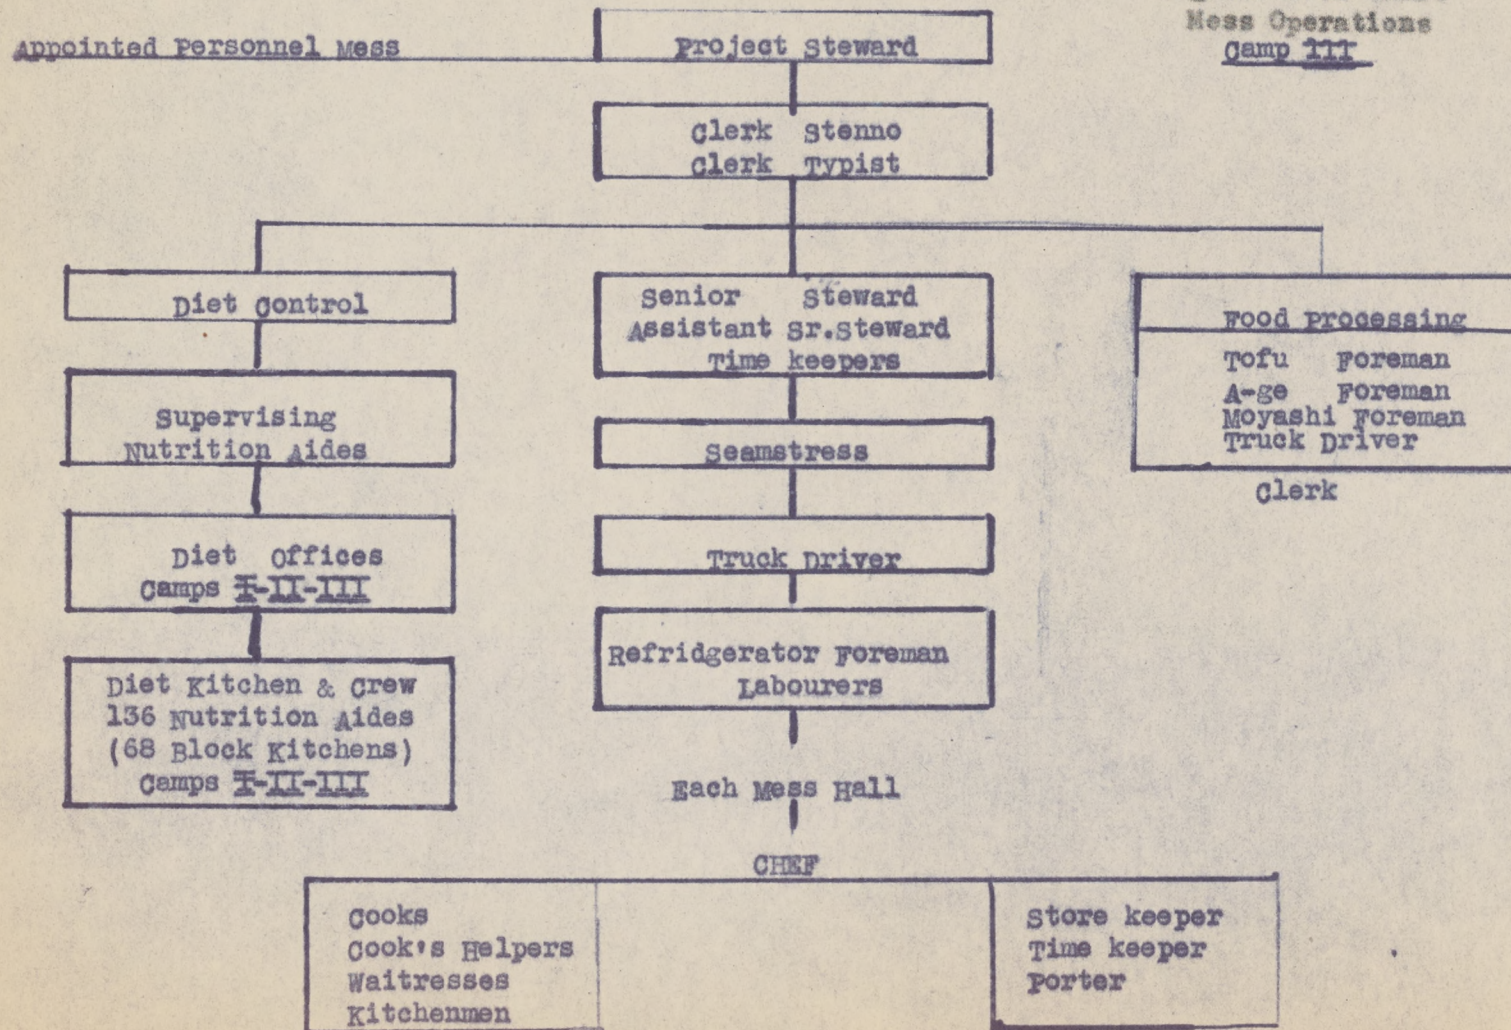 Mess Operations
Camp III
Appointed Personnel Mess
Project Steward
Clerk Stenno
Clerk Typist
Diet Control
Supervising
Nutrition Aides
Diet Offices
Camps I-II-III
Diet Kitchen & Crew
136 Nutrition Aides
(68 Block Kitchens)
Camps I-II-III
Senior Steward
Assistant Sr.Steward
Time keepers
Seamstress
Truck Driver
Refridgerator Foreman
Labourers
Each Mess Hall
CHEF
Cooks
Cook's Helpers
Waitresses
Kitchenmen
Store keeper
Time keeper
Porter
Food Processing
Tofu Foreman
A-ge Foreman
Moyashi Foreman
Truck Driver
Clerk